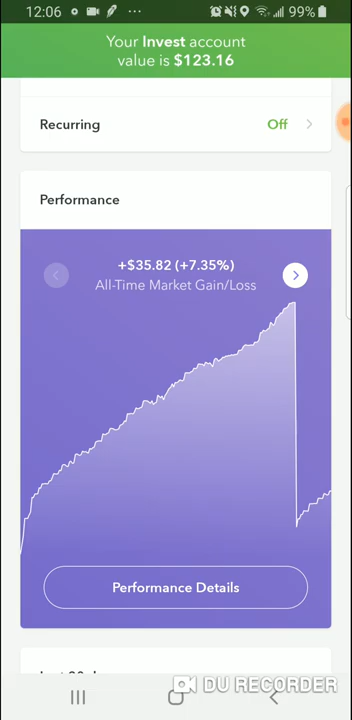 12:06
99%
Your Invest account
value is $123.16
Recurring
Off
Performance
+$35.82 (+7.35%)
All-Time Market Gain/Loss
Performance Details
DU RECORDER